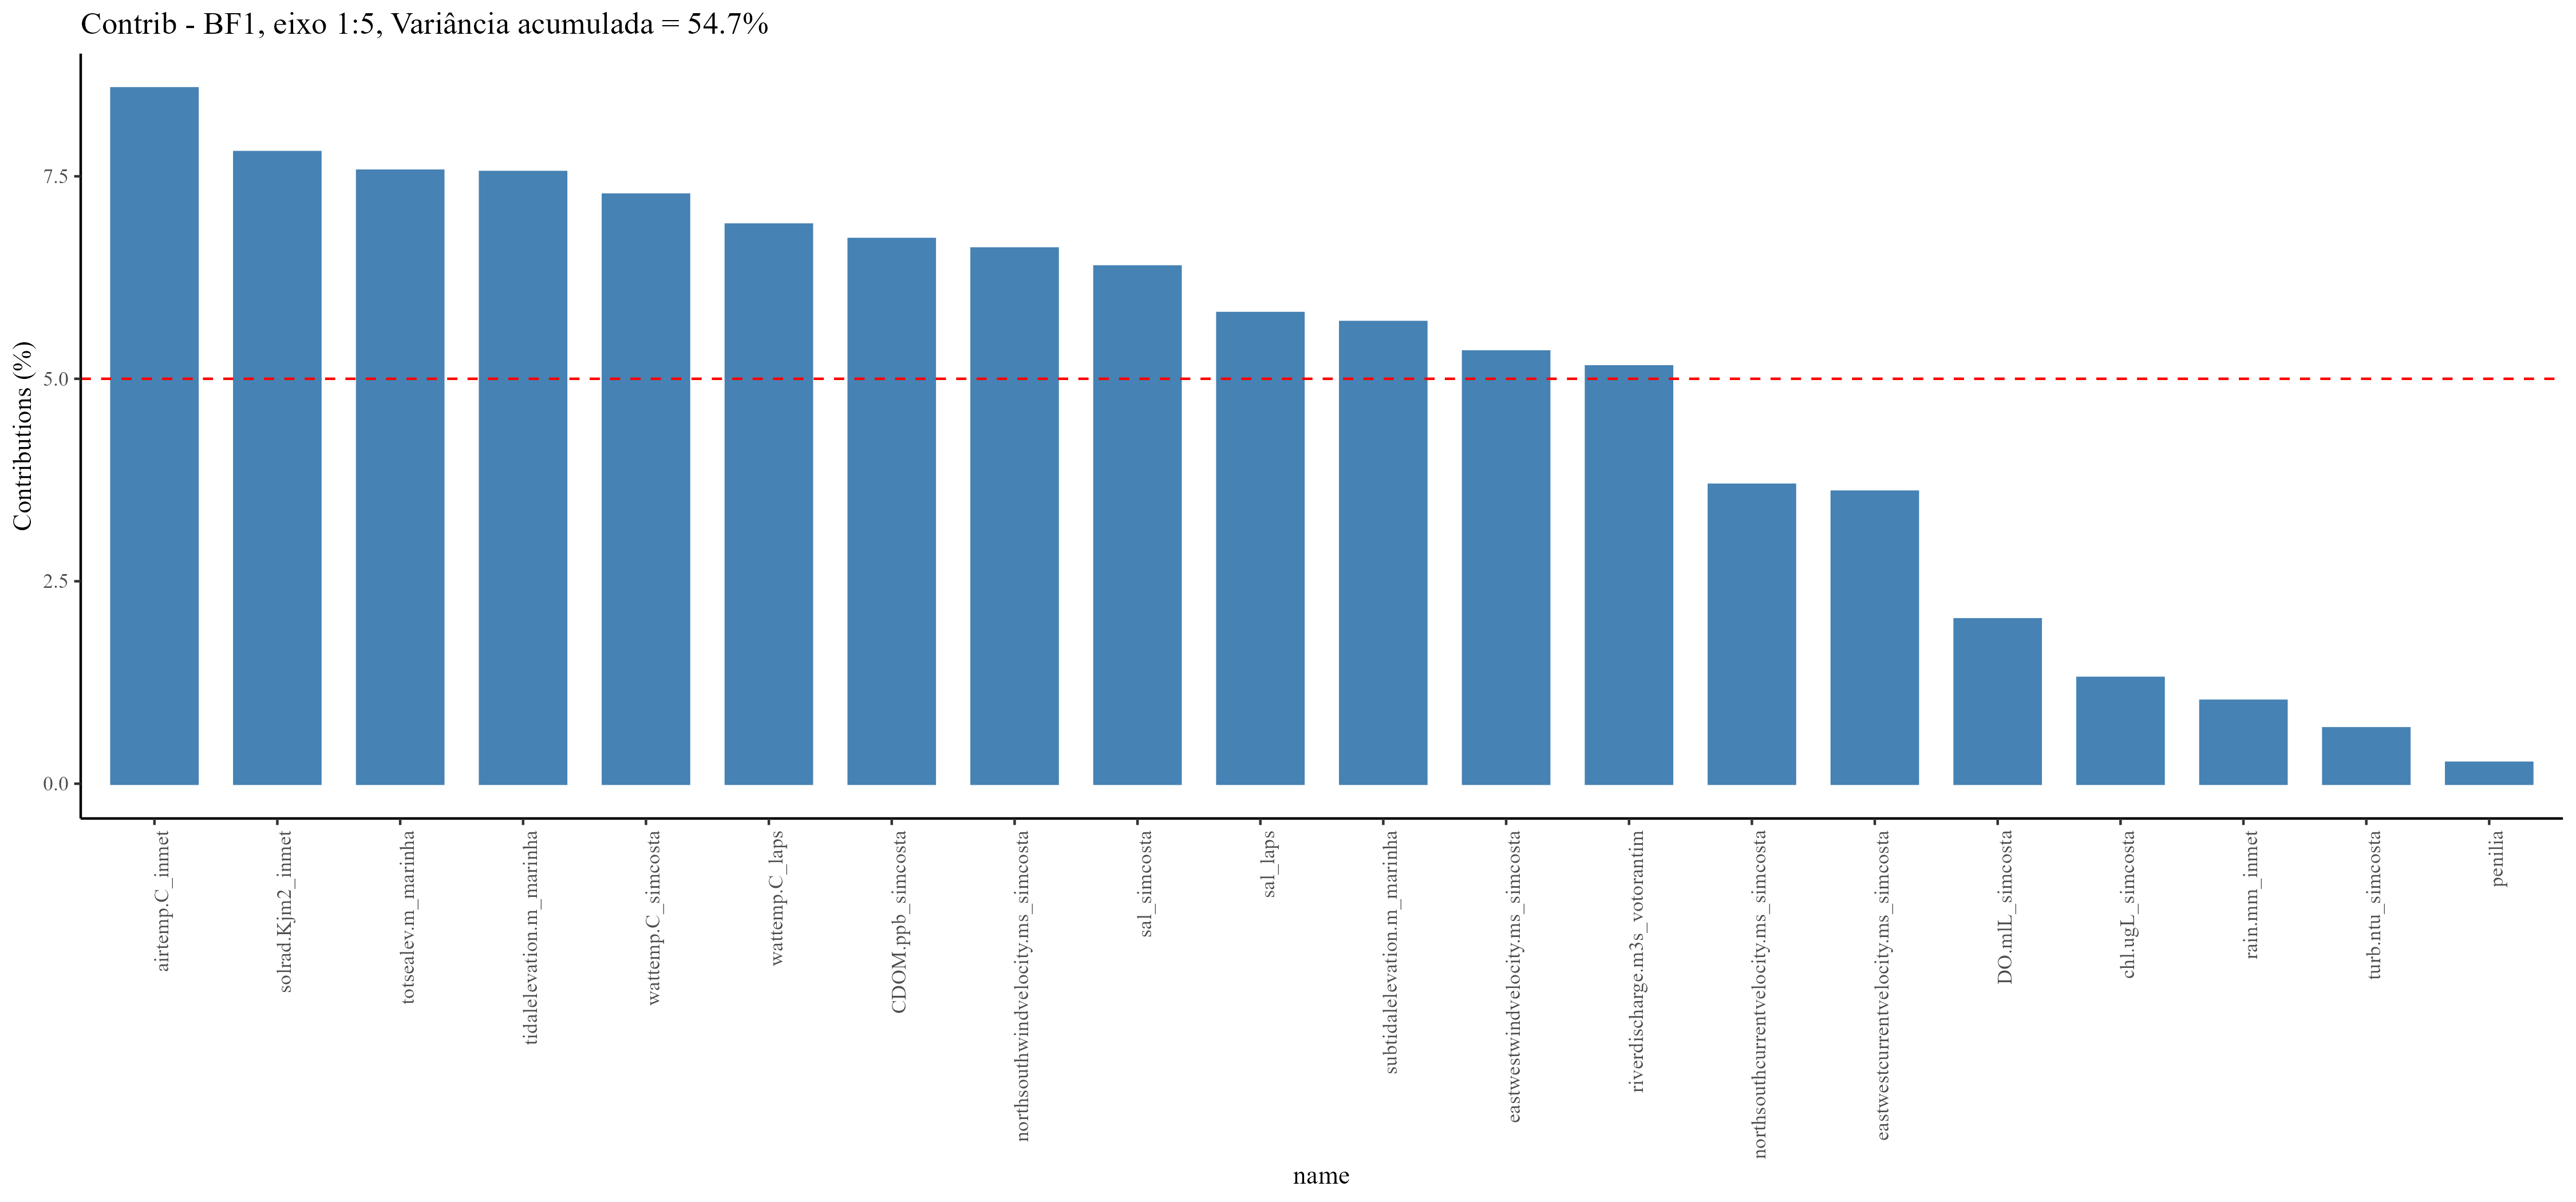 Contrib - BF1, eixo 1:5, Variância acumulada = 54.7%
Contributions (%)
7.5
5.0
2.5
0.0
airtemp.C_inmet
solrad.Kjm2_inmet
totsealev.m_marinha
tidalelevation.m_marinha
wattemp.C_simcosta
wattemp.C_laps
CDOM.ppb_simcosta
northsouthwindvelocity.ms_simcosta
sal_simcosta
sal_laps
subtidalelevation.m_marinha
eastwestwindvelocity.ms_simcosta
riverdischarge.m3s_votorantim
northsouthcurrentvelocity.ms_simcosta
eastwestcurrentvelocity.ms_simcosta
DO.mlL_simcosta
chl.ugL_simcosta
rain.mm_inmet
turb.ntu_simcosta
penilia
name